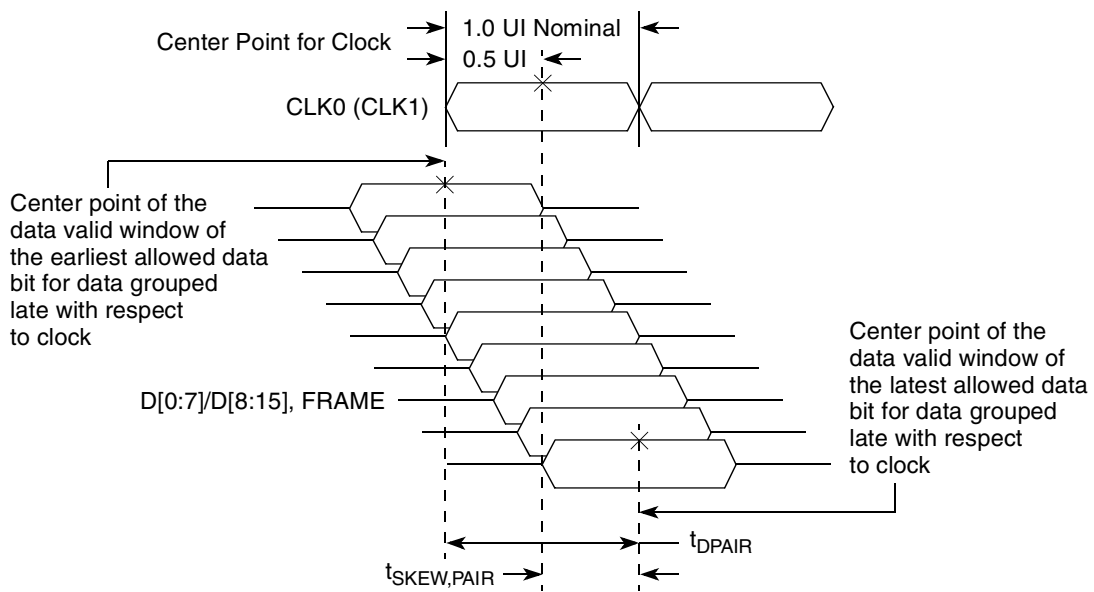 1.0 UI Nominal
Center Point for Clock
0.5 UI
CLK0 (CLK1)
Center point of the
data valid window of
the earliest allowed data
bit for data grouped
late with respect
to clock
Center point of the
data valid window of
the latest allowed data
bit for data grouped
late with respect
to clock
D[0:7]/D[8:15], FRAME
tDPAIR
tSKEW,PAIR